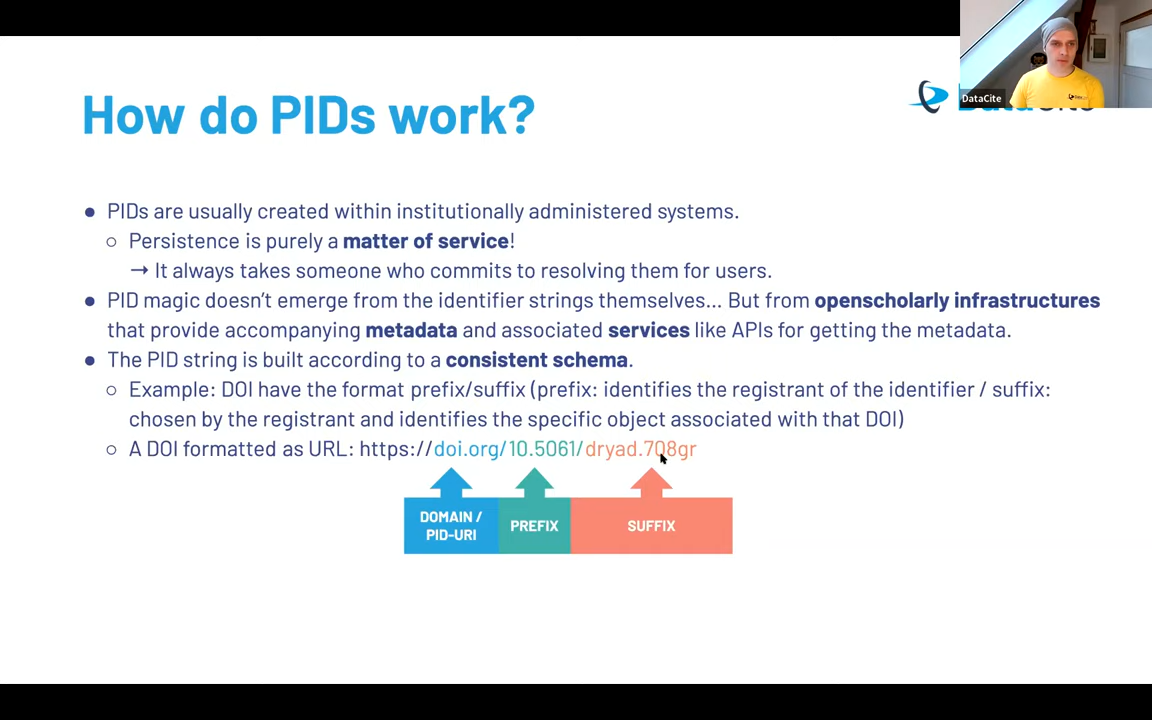 How do PIDs work?
DataCite
● PIDs are usually created within institutionally administered systems.
○ Persistence is purely a matter of service!
→ It always takes someone who commits to resolving them for users.
● PID magic doesn't emerge from the identifier strings themselves... But from openscholarly infrastructures
that provide accompanying metadata and associated services like APIs for getting the metadata.
● The PID string is built according to a consistent schema.
○ Example: DOI have the format prefix/suffix (prefix: identifies the registrant of the identifier / suffix:
chosen by the registrant and identifies the specific object associated with that DOI)
○ A DOI formatted as URL: https://doi.org/10.5061/dryad.708gr
DOMAIN /
PID-URI
PREFIX
SUFFIX